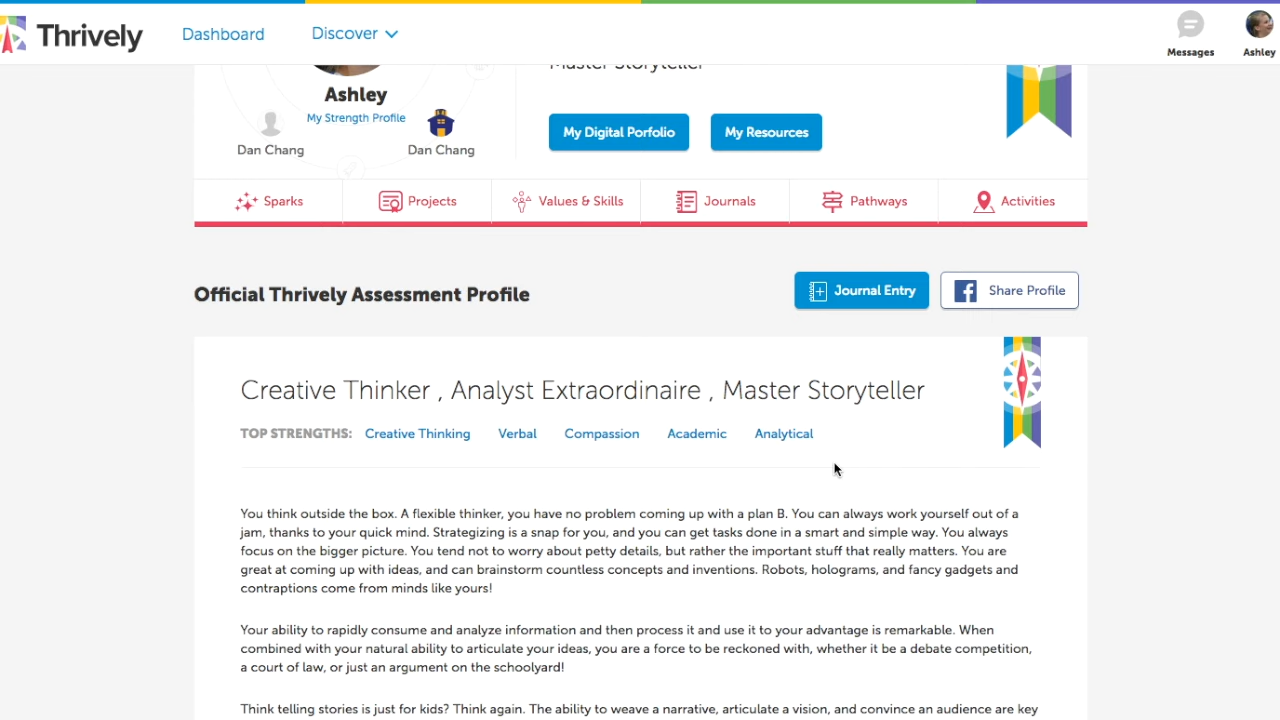 Thrively
Dashboard
Discover
Messages
Ashley
Master Storyteller
Ashley
My Strength Profile
Dan Chang
Dan Chang
My Digital Porfolio
My Resources
Sparks
Projects
Values & Skills
Journals
Pathways
Activities
Official Thrively Assessment Profile
Journal Entry
Share Profile
Creative Thinker , Analyst Extraordinaire , Master Storyteller
TOP STRENGTHS: Creative Thinking Verbal Compassion Academic Analytical
You think outside the box. A flexible thinker, you have no problem coming up with a plan B. You can always work yourself out of a
jam, thanks to your quick mind. Strategizing is a snap for you, and you can get tasks done in a smart and simple way. You always
focus on the bigger picture. You tend not to worry about petty details, but rather the important stuff that really matters. You are
great at coming up with ideas, and can brainstorm countless concepts and inventions. Robots, holograms, and fancy gadgets and
contraptions come from minds like yours!
Your ability to rapidly consume and analyze information and then process it and use it to your advantage is remarkable. When
combined with your natural ability to articulate your ideas, you are a force to be reckoned with, whether it be a debate competition,
a court of law, or just an argument on the schoolyard!
Think telling stories is just for kids? Think again. The ability to weave a narrative, articulate a vision, and convince an audience are key